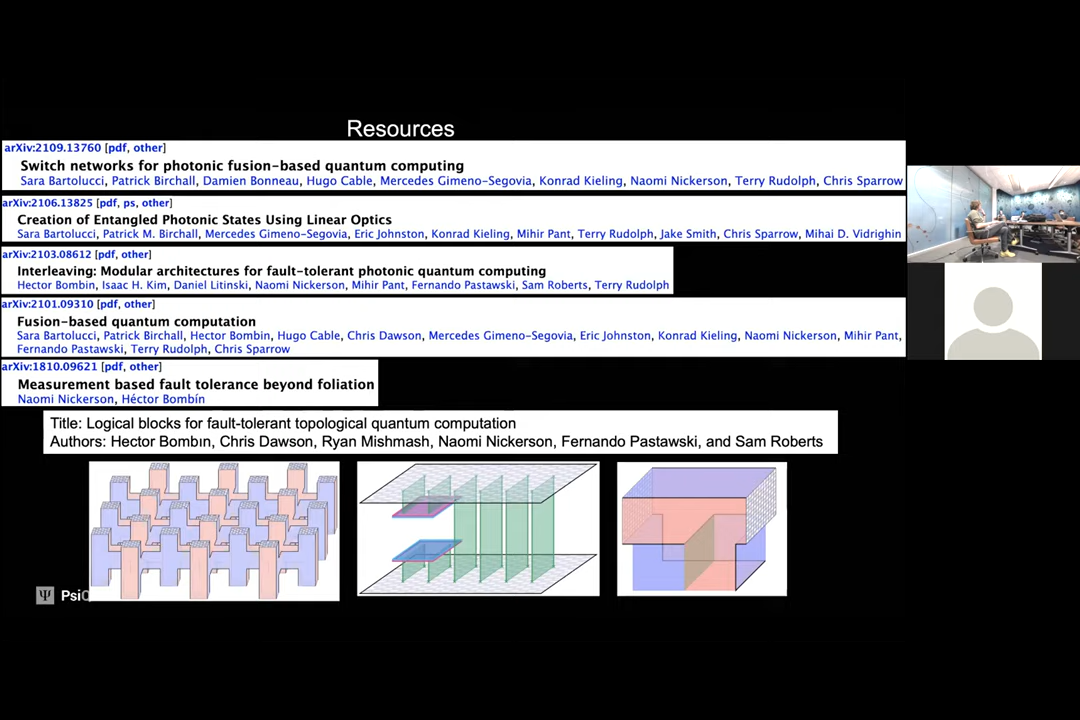 Resources
arXiv:2109.13760 [pdf, other]
Switch networks for photonic fusion-based quantum computing
Sara Bartolucci, Patrick Birchall, Damien Bonneau, Hugo Cable, Mercedes Gimeno-Segovia, Konrad Kieling, Naomi Nickerson, Terry Rudolph, Chris Sparrow
arXiv:2106.13825 [pdf, ps, other]
Creation of Entangled Photonic States Using Linear Optics
Sara Bartolucci, Patrick M. Birchall, Mercedes Gimeno-Segovia, Eric Johnston, Konrad Kieling, Mihir Pant, Terry Rudolph, Jake Smith, Chris Sparrow, Mihai D. Vidrighin
arXiv:2103.08612 [pdf, other]
Interleaving: Modular architectures for fault-tolerant photonic quantum computing
Hector Bombin, Isaac H. Kim, Daniel Litinski, Naomi Nickerson, Mihir Pant, Fernando Pastawski, Sam Roberts, Terry Rudolph
arXiv:2101.09310 [pdf, other]
Fusion-based quantum computation
Sara Bartolucci, Patrick Birchall, Hector Bombin, Hugo Cable, Chris Dawson, Mercedes Gimeno-Segovia, Eric Johnston, Konrad Kieling, Naomi Nickerson, Mihir Pant,
Fernando Pastawski, Terry Rudolph, Chris Sparrow
arXiv:1810.09621 [pdf, other]
Measurement based fault tolerance beyond foliation
Naomi Nickerson, Héctor Bombín
Title: Logical blocks for fault-tolerant topological quantum computation
Authors: Hector Bombın, Chris Dawson, Ryan Mishmash, Naomi Nickerson, Fernando Pastawski, and Sam Roberts
Ψ Psi